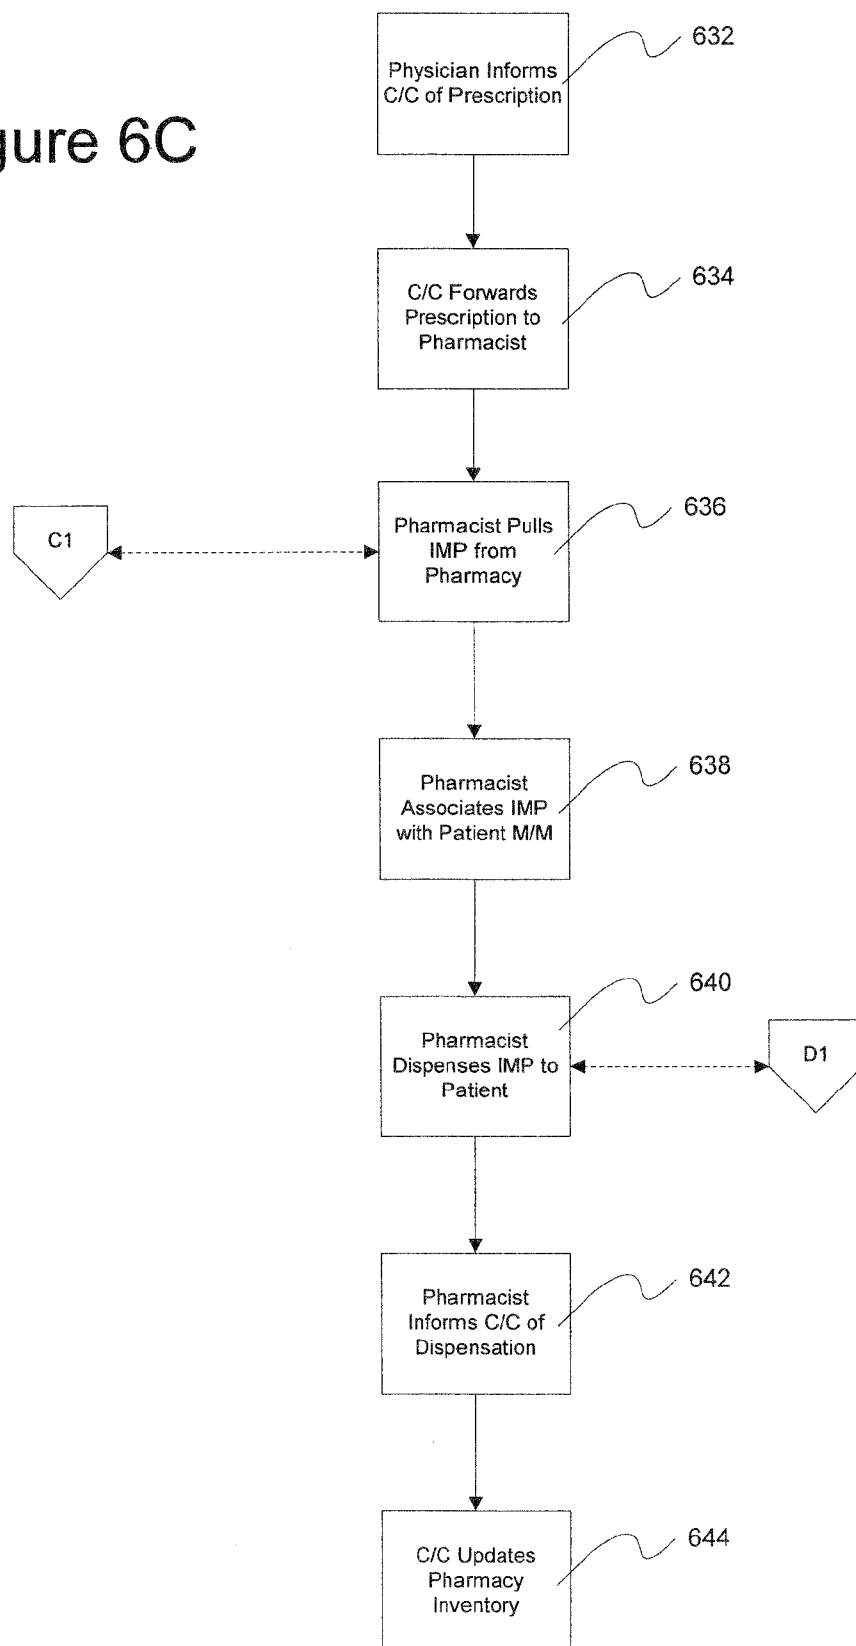 gure 6C
Physician Informs
C/C of Prescription
632
C/C Forwards
Prescription to
Pharmacist
634
C1
Pharmacist Pulls
IMP from
Pharmacy
636
Pharmacist
Associates IMP
with Patient M/M
638
Pharmacist
Dispenses IMP to
Patient
640
D1
Pharmacist
Informs C/C of
Dispensation
642
C/C Updates
Pharmacy
Inventory
644